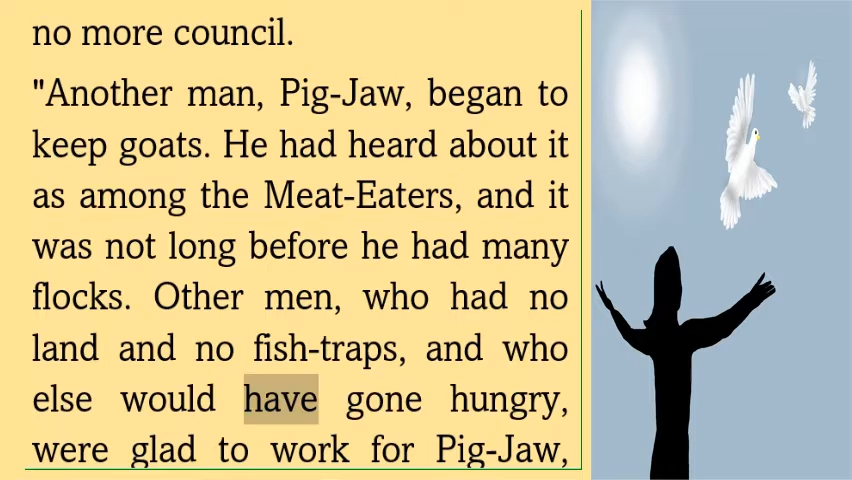 no more council.
"Another man, Pig-Jaw, began to
keep goats. He had heard about it
as among the Meat-Eaters, and it
was not long before he had many
flocks. Other men, who had no
land and no fish-traps, and who
else would have gone hungry,
were glad to work for Pig-Jaw,